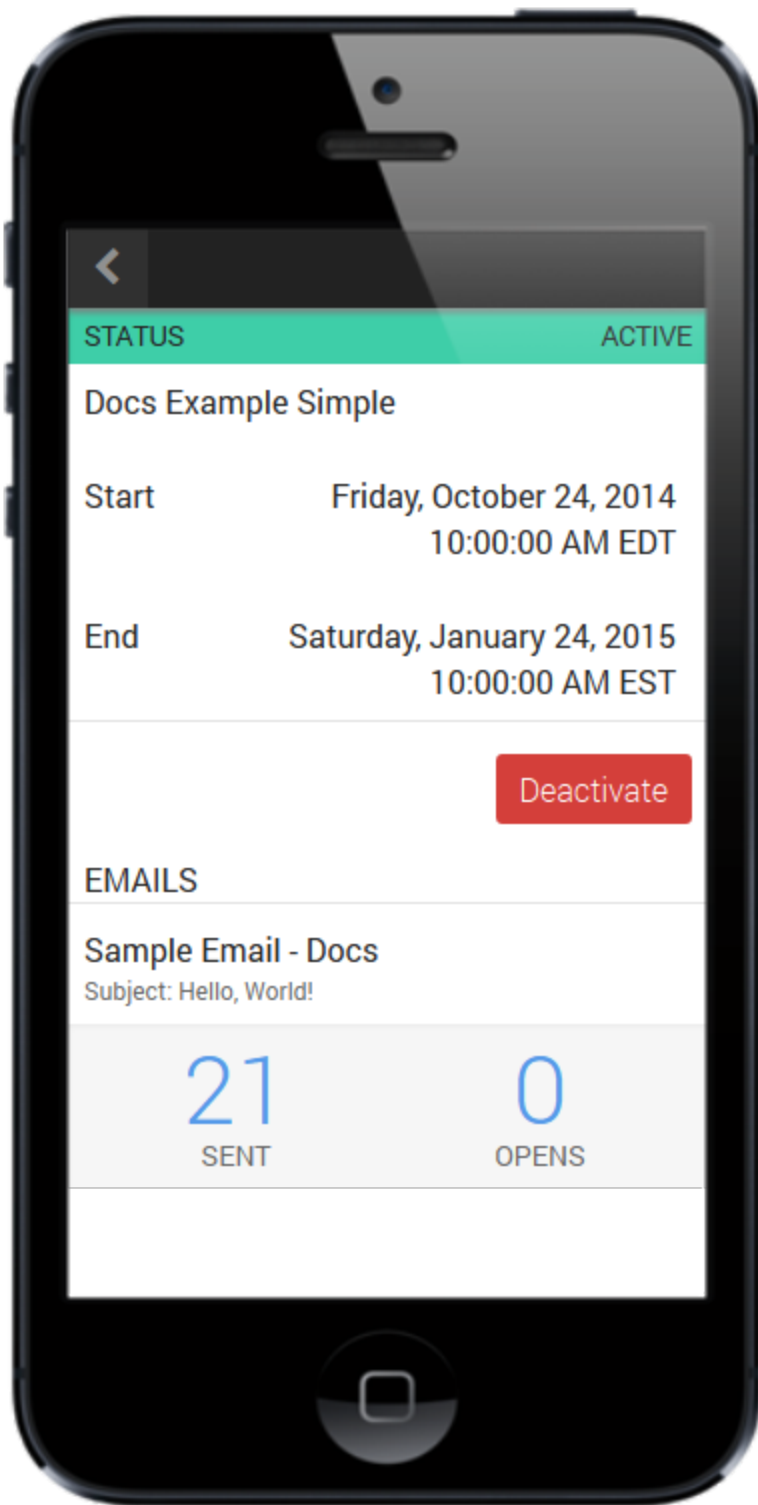 STATUS ACTIVE
Docs Example Simple
Start Friday, October 24, 2014
10:00:00 AM EDT
End Saturday, January 24, 2015
10:00:00 AM EST
Deactivate
EMAILS
Sample Email - Docs
Subject: Hello, World!
21 0
SENT OPENS